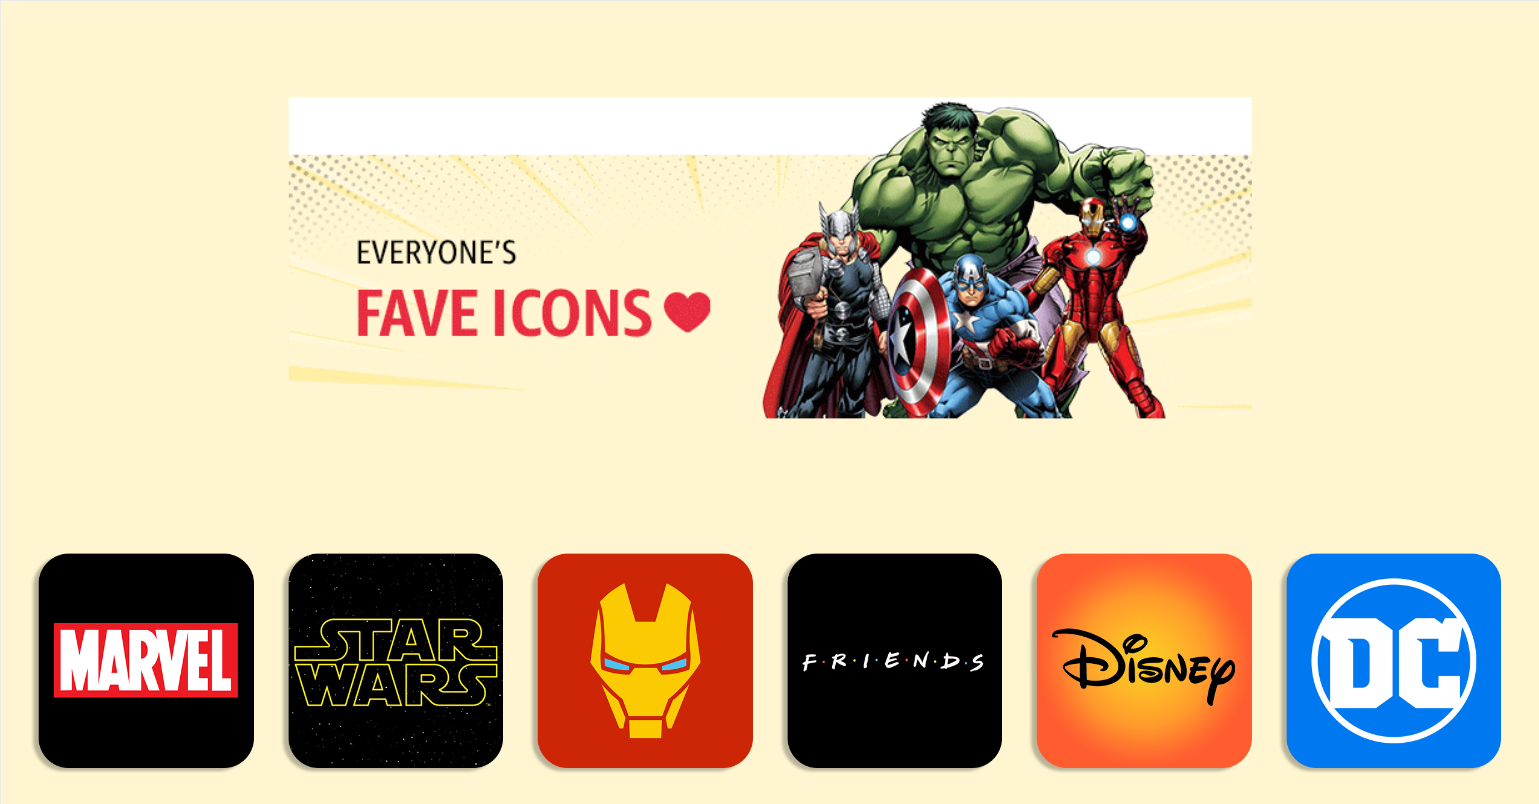 EVERYONE'S
FAVE ICONS
MARVEL
STAR
WARS
F·R·I·E·N·D·S
Disney
DC